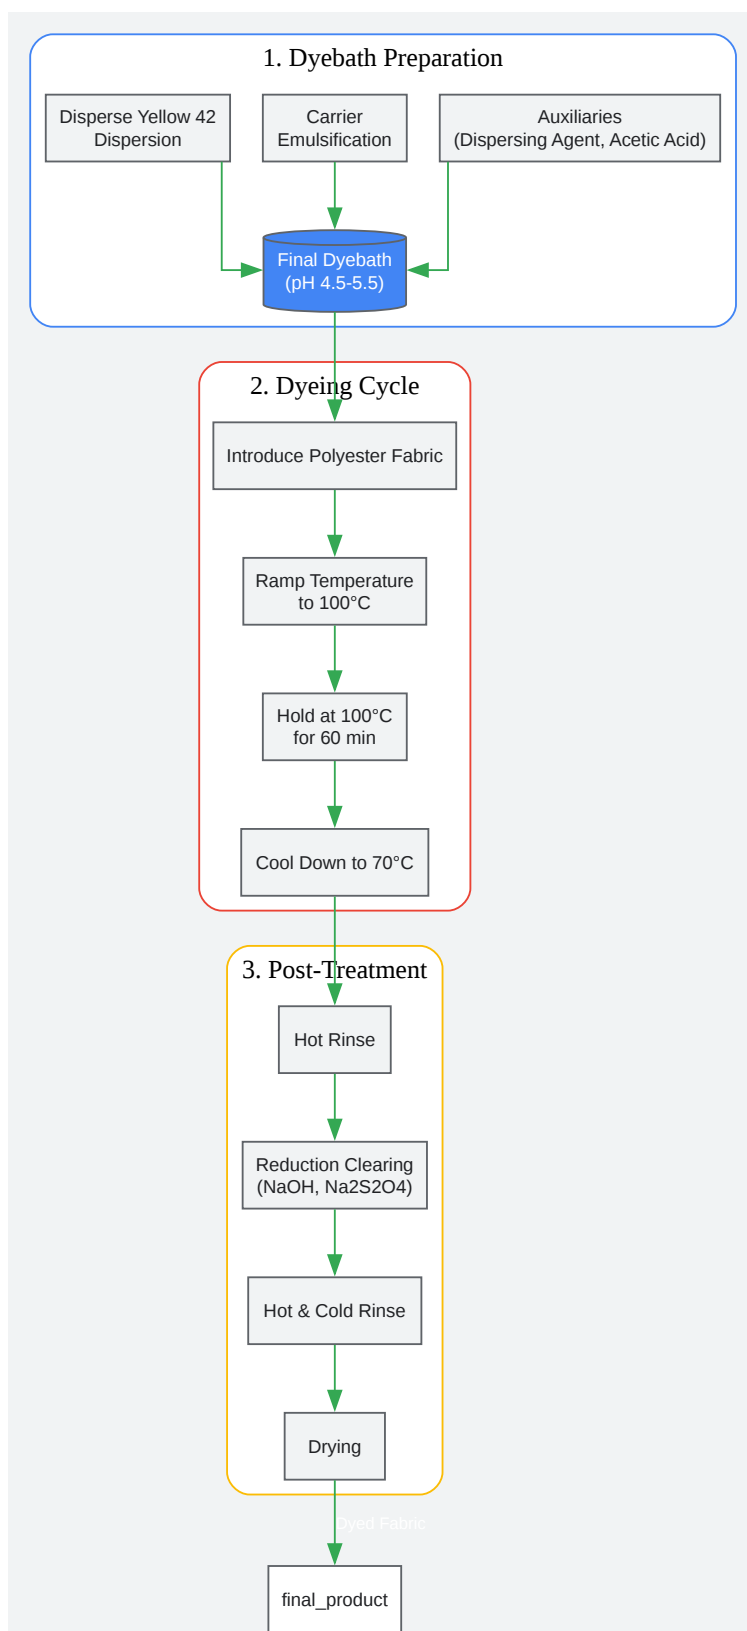 1. Dyebath Preparation
Disperse Yellow 42
Dispersion
Carrier
Emulsification
Auxiliaries
(Dispersing Agent, Acetic Acid)
Final Dyebath
(pH 4.5-5.5)
2. Dyeing Cycle
Introduce Polyester Fabric
Ramp Temperature
to 100°C
Hold at 100°C
for 60 min
Cool Down to 70°C
3. Post-Treatment
Hot Rinse
Reduction Clearing
(NaOH, Na2S2O4)
Hot & Cold Rinse
Drying
Dyed Fabric
final_product